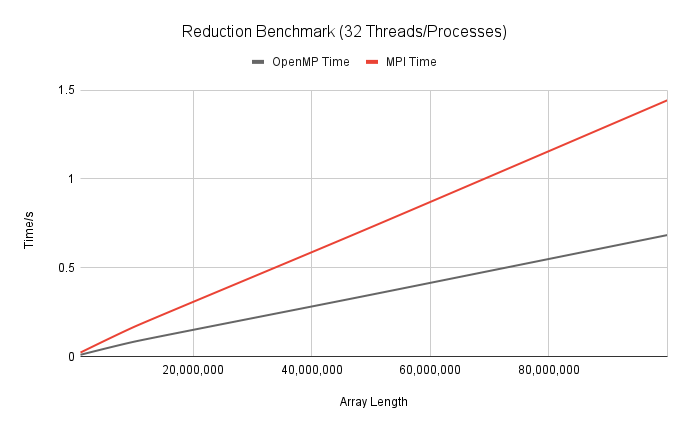 Reduction Benchmark (32 Threads/Processes)
OpenMP Time MPI Time
1.5
1
0.5
0
Time/s
20,000,000 40,000,000 60,000,000 80,000,000
Array Length